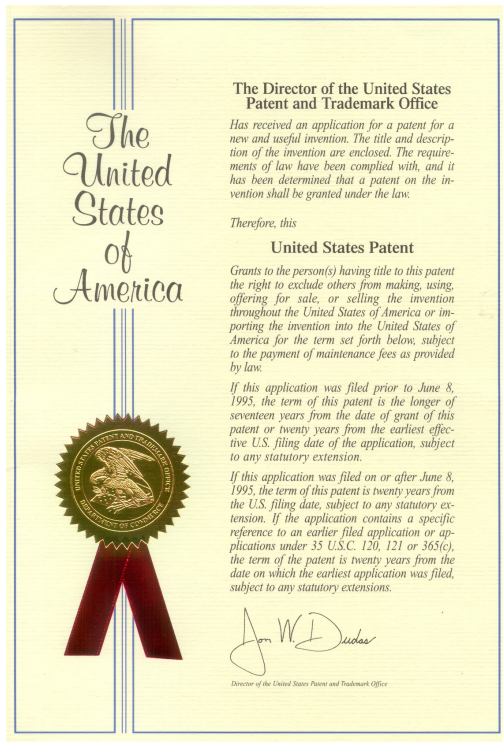 The
United
States
of
America
The Director of the United States
Patent and Trademark Office
Has received an application for a patent for a
new and useful invention. The title and descrip-
tion of the invention are enclosed. The require-
ments of law have been complied with, and it
has been determined that a patent on the in-
vention shall be granted under the law.
Therefore, this
United States Patent
Grants to the person(s) having title to this patent
the right to exclude others from making, using,
offering for sale, or selling the invention
throughout the United States of America or im-
porting the invention into the United States of
America for the term set forth below, subject
to the payment of maintenance fees as provided
by law.
If this application was filed prior to June 8,
1995, the term of this patent is the longer of
seventeen years from the date of grant of this
patent or twenty years from the earliest effec-
tive U.S. filing date of the application, subject
to any statutory extension.
If this application was filed on or after June 8,
1995, the term of this patent is twenty years from
the U.S. filing date, subject to any statutory ex-
tension. If the application contains a specific
reference to an earlier filed application or ap-
plications under 35 U.S.C. 120, 121 or 365(c),
the term of the patent is twenty years from the
date on which the earliest application was filed,
subject to any statutory extensions.
UNITED STATES PATENT AND TRADEMARK OFFICE
DEPARTMENT OF COMMERCE
Jon W. Dudas
Director of the United States Patent and Trademark Office